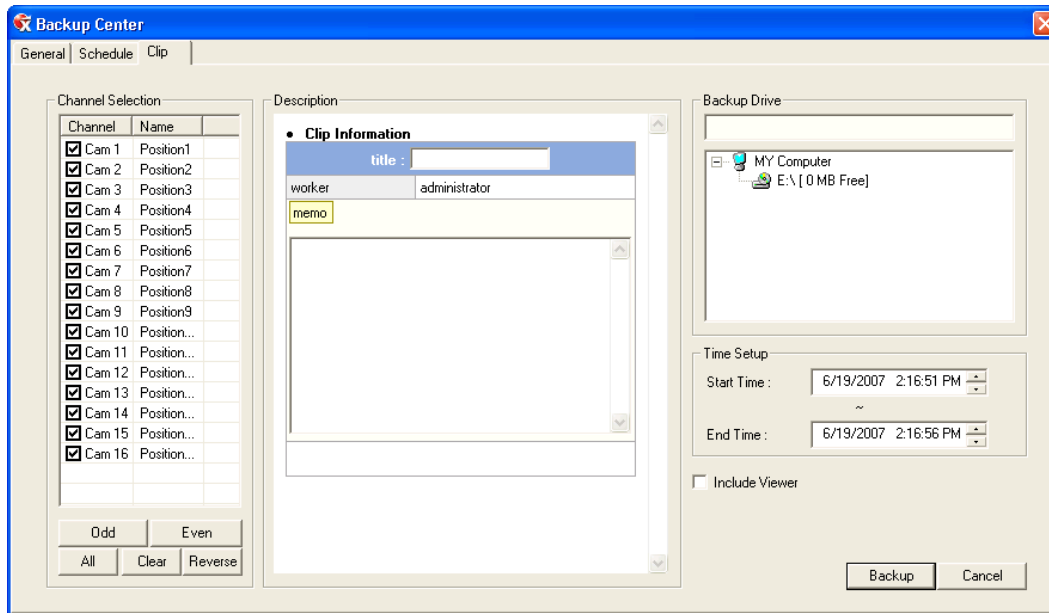 Backup Center
General Schedule Clip
Channel Selection
Channel Name
Cam 1 Position1
Cam 2 Position2
Cam 3 Position3
Cam 4 Position4
Cam 5 Position5
Cam 6 Position6
Cam 7 Position7
Cam 8 Position8
Cam 9 Position9
Cam 10 Position...
Cam 11 Position...
Cam 12 Position...
Cam 13 Position...
Cam 14 Position...
Cam 15 Position...
Cam 16 Position...
Odd Even
All Clear Reverse
Description
• Clip Information
title :
worker administrator
memo
Backup Drive
MY Computer
E:\ [ 0 MB Free]
Time Setup
Start Time : 6/19/2007 2:16:51 PM
~
End Time : 6/19/2007 2:16:56 PM
Include Viewer
Backup Cancel